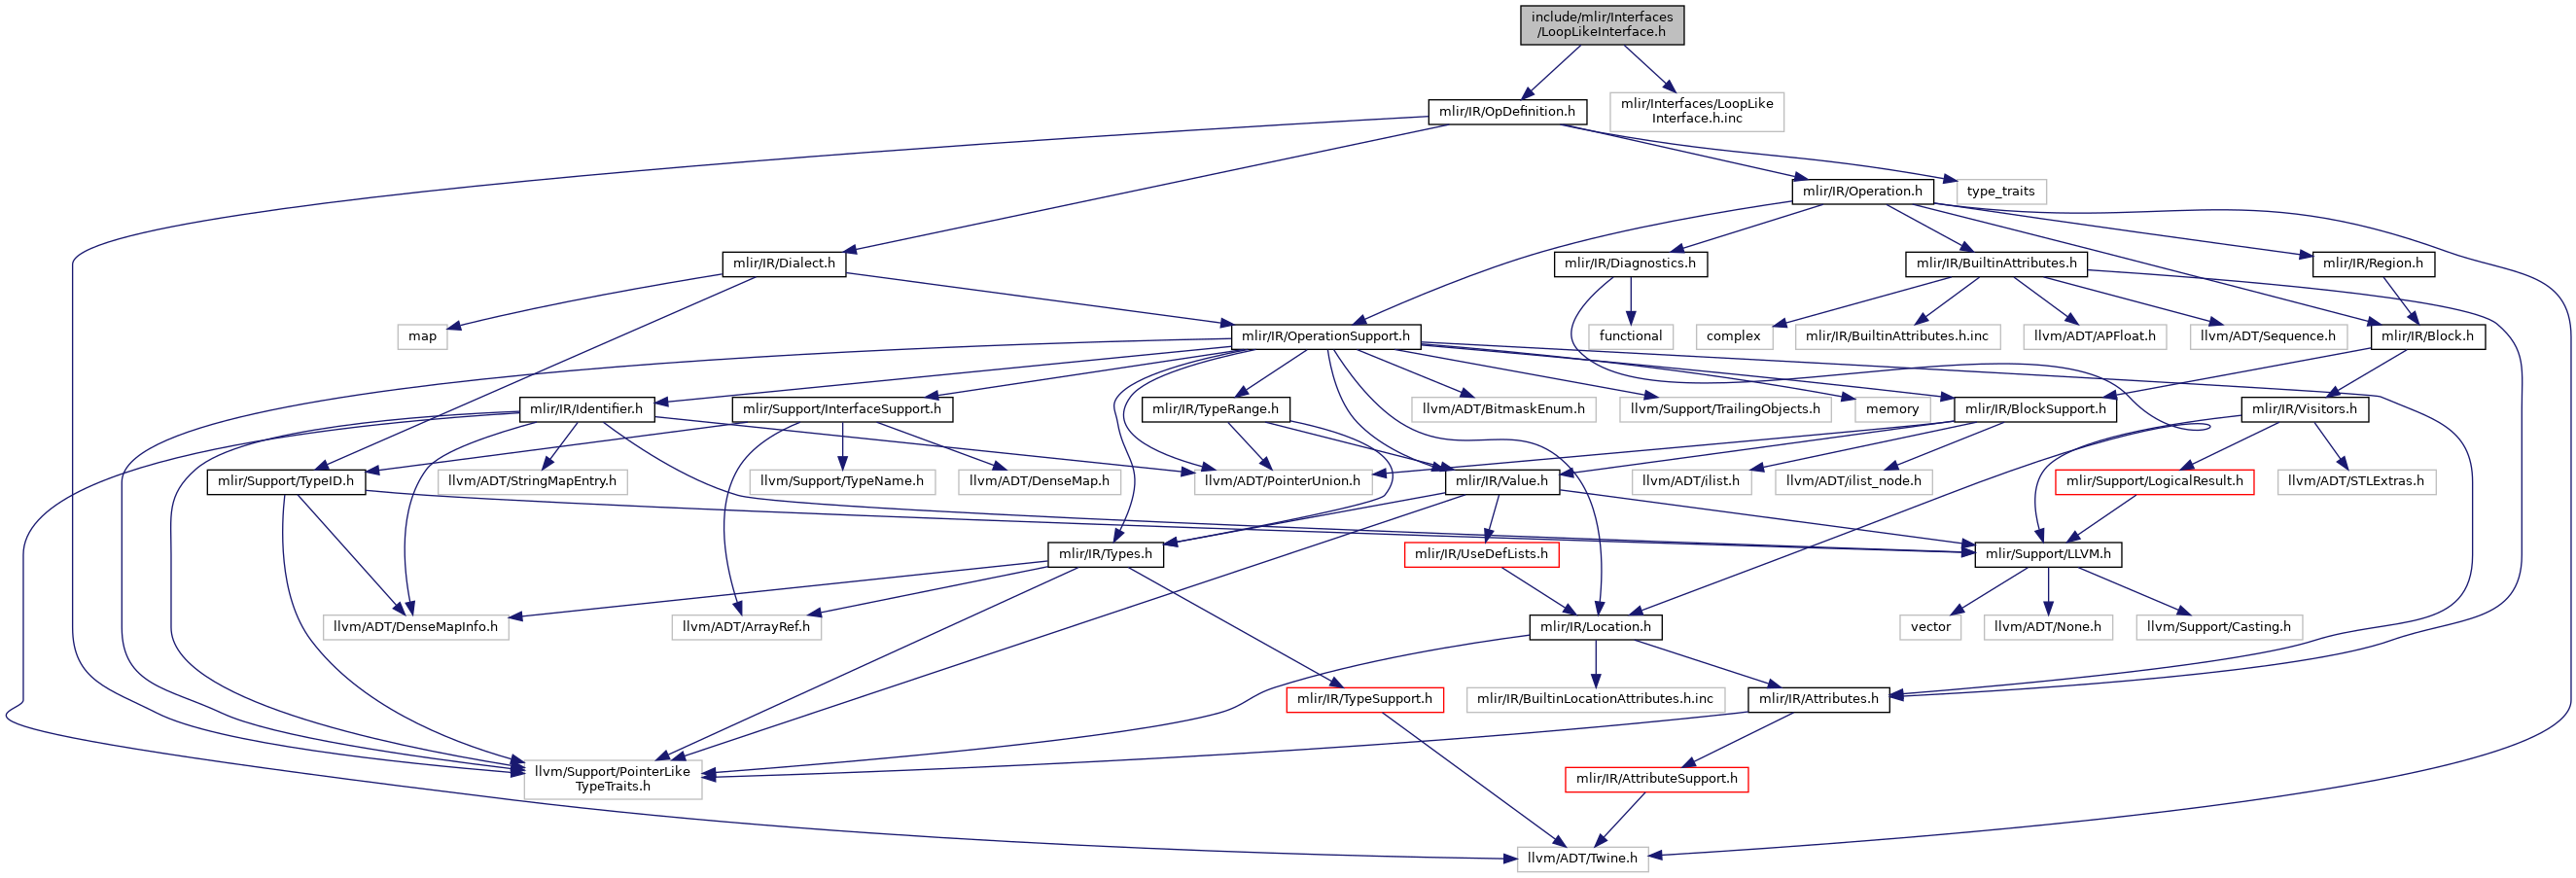 include/mlir/Interfaces
/LoopLikeInterface.h
mlir/IR/OpDefinition.h
mlir/Interfaces/LoopLike
Interface.h.inc
mlir/IR/Operation.h
type_traits
mlir/IR/Dialect.h
mlir/IR/Diagnostics.h
mlir/IR/BuiltinAttributes.h
mlir/IR/Region.h
map
mlir/IR/OperationSupport.h
functional
complex
mlir/IR/BuiltinAttributes.h.inc
llvm/ADT/APFloat.h
llvm/ADT/Sequence.h
mlir/IR/Block.h
mlir/IR/Identifier.h
mlir/Support/InterfaceSupport.h
mlir/IR/TypeRange.h
llvm/ADT/BitmaskEnum.h
llvm/Support/TrailingObjects.h
memory
mlir/IR/BlockSupport.h
mlir/IR/Visitors.h
mlir/Support/TypeID.h
llvm/ADT/StringMapEntry.h
llvm/Support/TypeName.h
llvm/ADT/DenseMap.h
llvm/ADT/PointerUnion.h
mlir/IR/Value.h
llvm/ADT/ilist.h
llvm/ADT/ilist_node.h
mlir/Support/LogicalResult.h
llvm/ADT/STLExtras.h
mlir/IR/Types.h
mlir/IR/UseDefLists.h
mlir/Support/LLVM.h
llvm/ADT/DenseMapInfo.h
llvm/ADT/ArrayRef.h
mlir/IR/Location.h
vector
llvm/ADT/None.h
llvm/Support/Casting.h
mlir/IR/TypeSupport.h
mlir/IR/BuiltinLocationAttributes.h.inc
mlir/IR/Attributes.h
llvm/Support/PointerLike
TypeTraits.h
mlir/IR/AttributeSupport.h
llvm/ADT/Twine.h